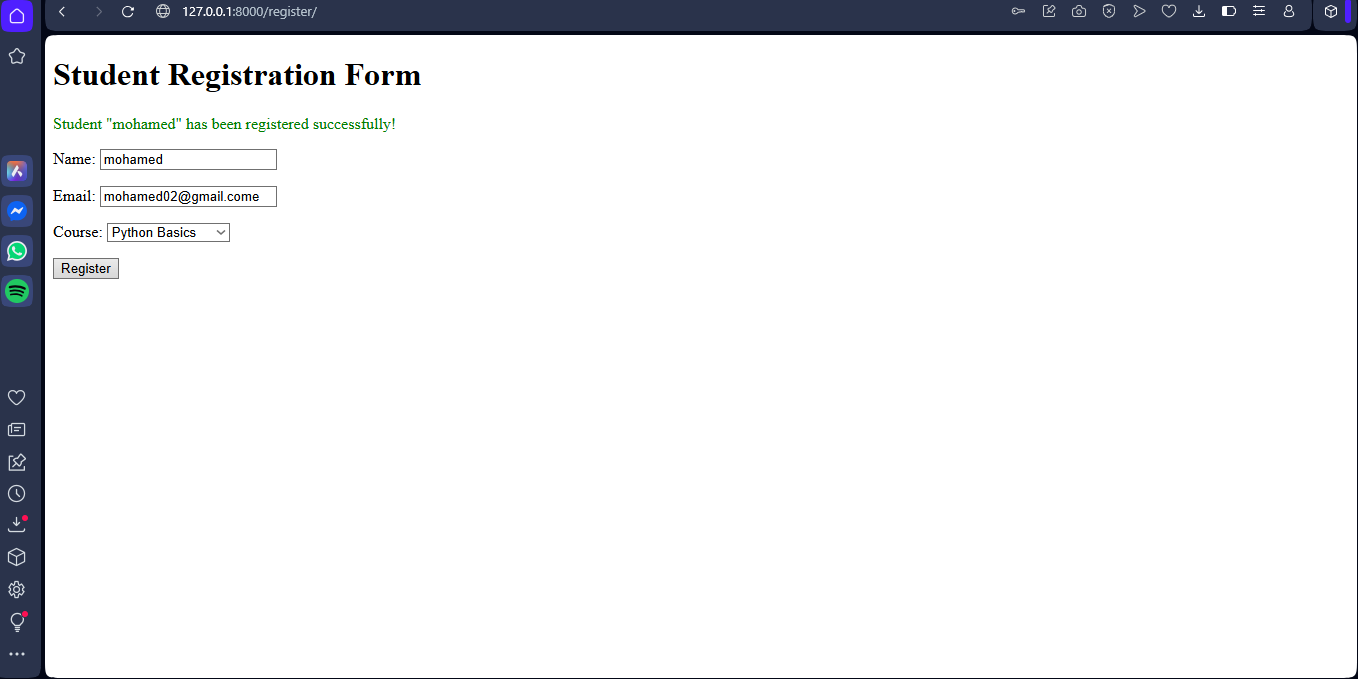 127.0.0.1:8000/register/
Student Registration Form
Student "mohamed" has been registered successfully!
Name: mohamed
Email: mohamed02@gmail.come
Course: Python Basics
Register